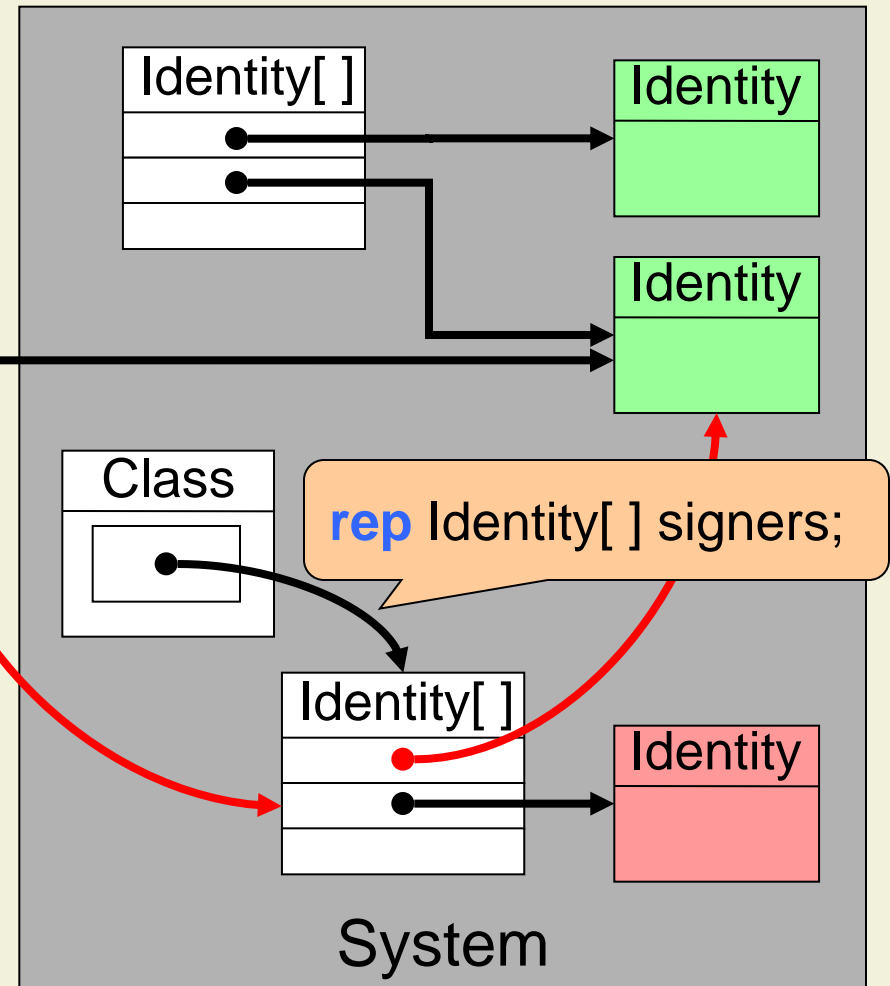 Identity[ ]
Identity
Identity
Class
rep Identity[ ] signers;
Identity[ ]
Identity
System